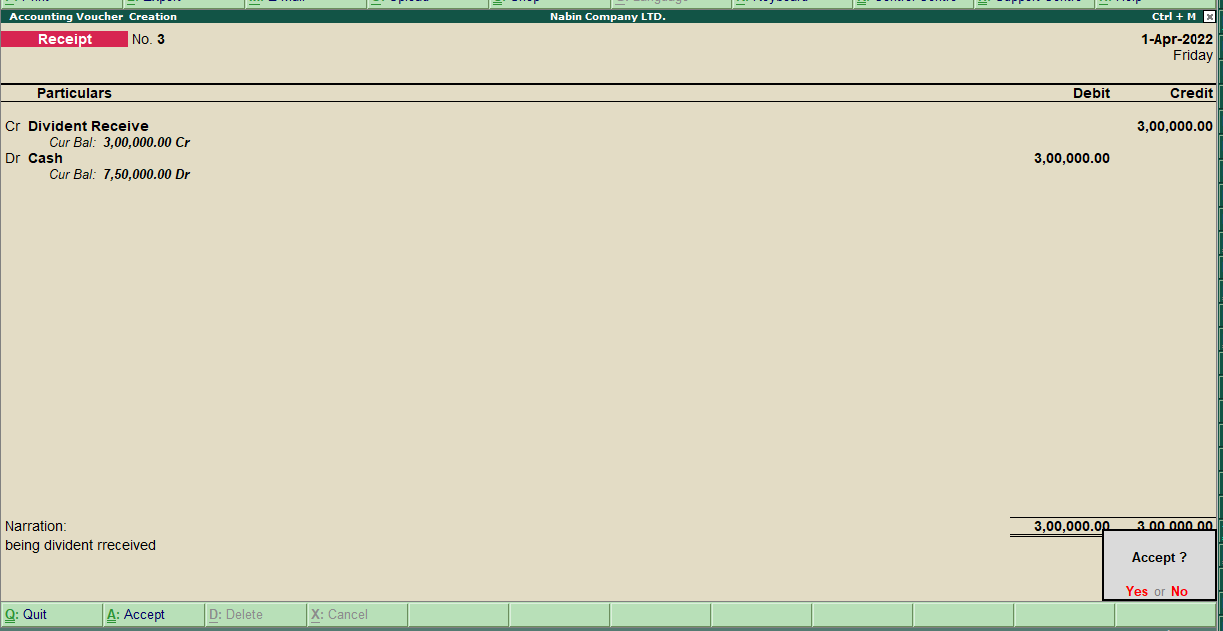 Accounting Voucher Creation Nabin Company LTD. Ctrl + M
Receipt No. 3 1-Apr-2022
Friday
Particulars Debit Credit
Cr Divident Receive 3,00,000.00
Cur Bal: 3,00,000.00 Cr
Dr Cash 3,00,000.00
Cur Bal: 7,50,000.00 Dr
Narration: 3,00,000.00 3,00,000.00
being divident rreceived
Accept ?
Yes or No
Q: Quit A: Accept D: Delete X: Cancel